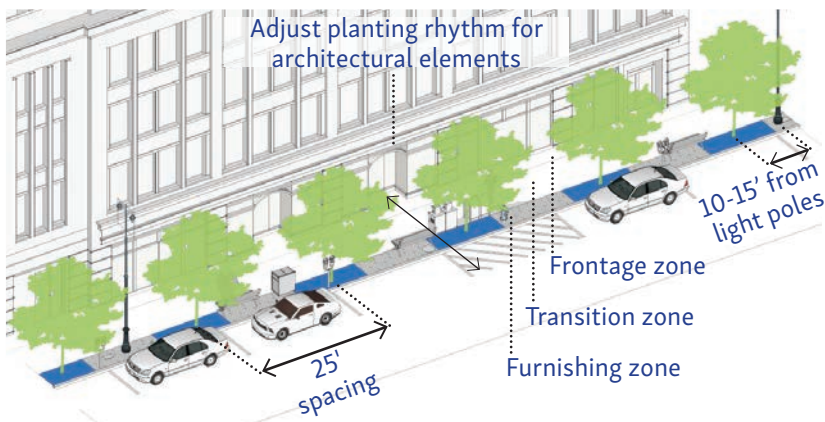 Adjust planting rhythm for
architectural elements
10-15' from
light poles
Frontage zone
Transition zone
Furnishing zone
25'
spacing